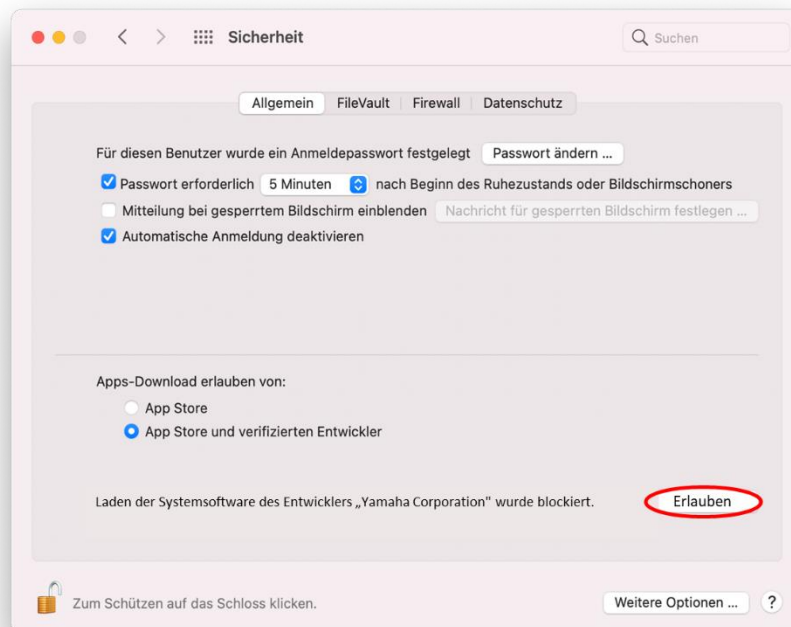 Sicherheit
Suchen
Allgemein FileVault Firewall Datenschutz
Für diesen Benutzer wurde ein Anmeldepasswort festgelegt Passwort ändern ...
Passwort erforderlich 5 Minuten nach Beginn des Ruhezustands oder Bildschirmschoners
Mitteilung bei gesperrtem Bildschirm einblenden Nachricht für gesperrten Bildschirm festlegen ...
Automatische Anmeldung deaktivieren
Apps-Download erlauben von:
App Store
App Store und verifizierten Entwickler
Laden der Systemsoftware des Entwicklers „Yamaha Corporation" wurde blockiert. Erlauben
Zum Schützen auf das Schloss klicken. Weitere Optionen ... ?